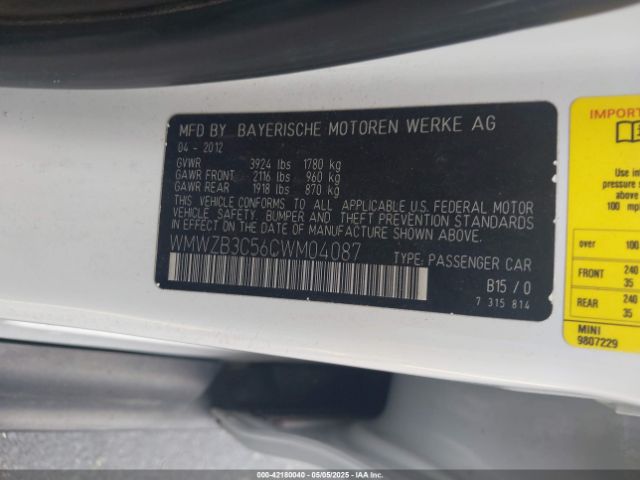 MFD BY BAYERISCHE MOTOREN WERKE AG
04 - 2012
GVWR 3924 lbs 1780 kg
GAWR FRONT 2116 lbs 960 kg
GAWR REAR 1918 lbs 870 kg
THIS VEHICLE CONFORMS TO ALL APPLICABLE U.S. FEDERAL MOTOR
VEHICLE SAFETY, BUMPER AND THEFT PREVENTION STANDARDS
IN EFFECT ON THE DATE OF MANUFACTURE SHOWN ABOVE.
WMWZB3C56CWM04087 TYPE: PASSENGER CAR
B15 / 0
7 315 814
IMPORT
Use
pressure
above
100 mph
over 100
FRONT 240
35
REAR 240
35
MINI
9807229
000-42180040 - 05/05/2025 - IAA, Inc.